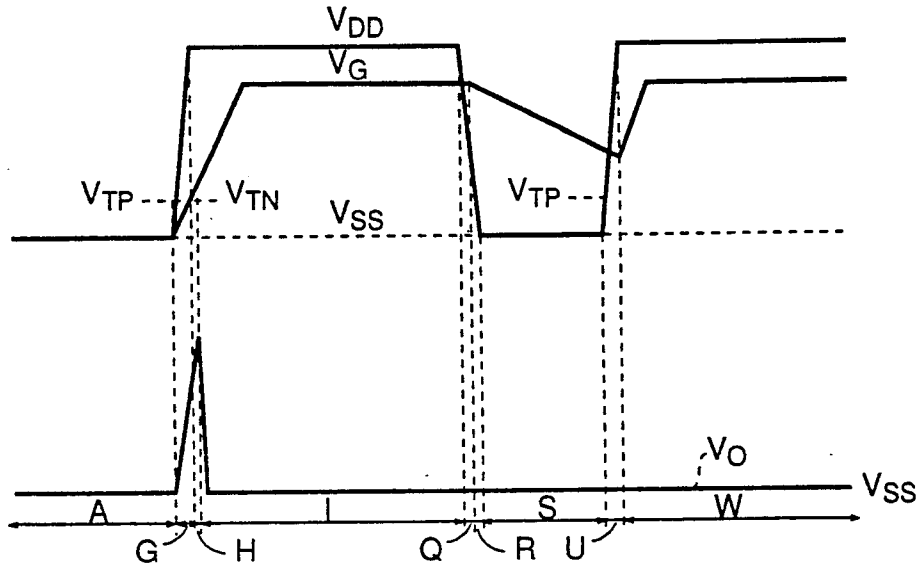 VDD
VG
VTP VTN VTP
VSS
VO
VSS
A I S W
G H Q R U